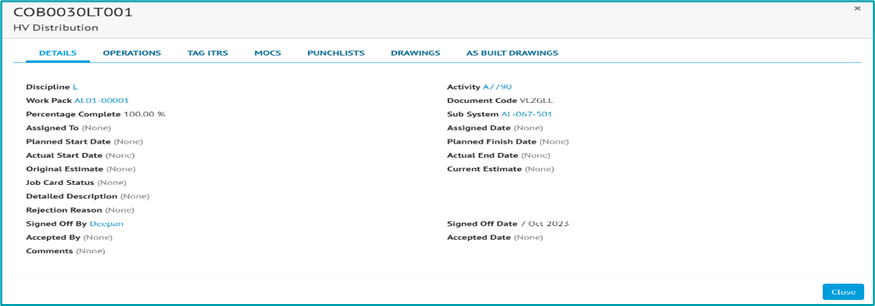 COB0030LT001
×
HV Distribution
DETAILS OPERATIONS TAG ITRS MOCS PUNCHLISTS DRAWINGS AS BUILT DRAWINGS
Discipline L Activity A7790
Work Pack AL01-00001 Document Code VLZGLL
Percentage Complete 100.00 % Sub System AL-067-501
Assigned To (None) Assigned Date (None)
Planned Start Date (None) Planned Finish Date (None)
Actual Start Date (None) Actual End Date (None)
Original Estimate (None) Current Estimate (None)
Job Card Status (None)
Detailed Description (None)
Rejection Reason (None)
Signed Off By Deepan Signed Off Date 7 Oct 2023
Accepted By (None) Accepted Date (None)
Comments (None)
Close